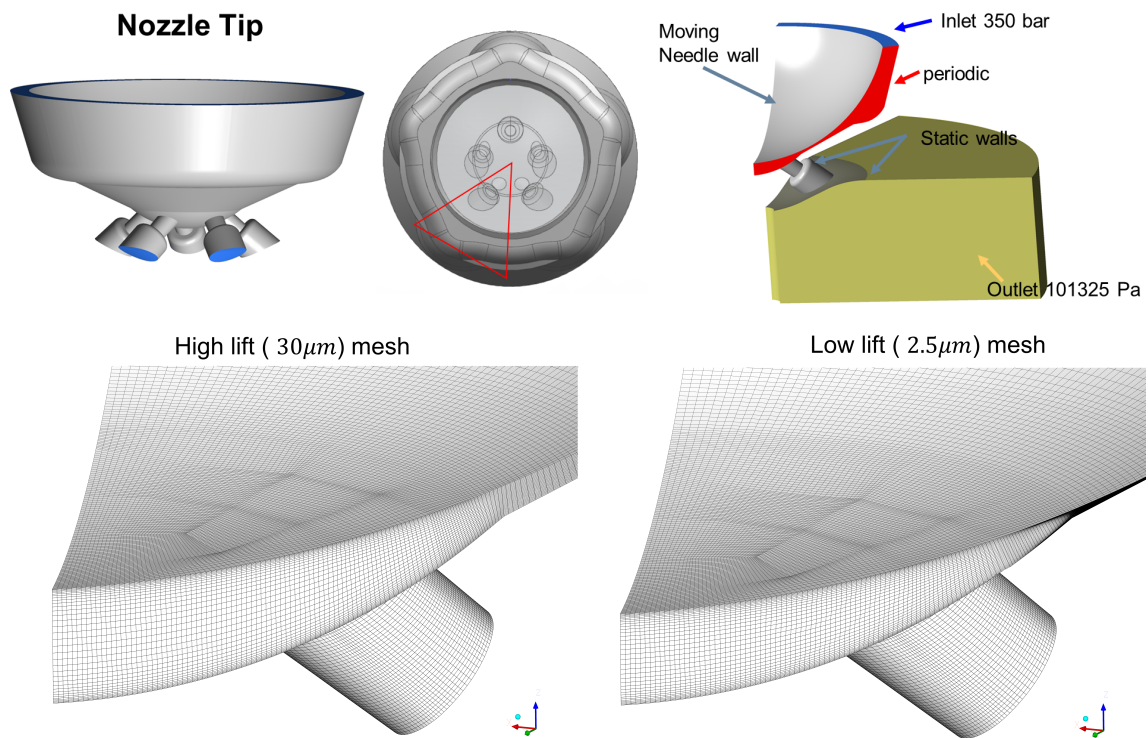 Nozzle Tip
Moving
Needle wall
Inlet 350 bar
periodic
Static walls
Outlet 101325 Pa
High lift ( 30μm) mesh
Low lift ( 2.5μm) mesh